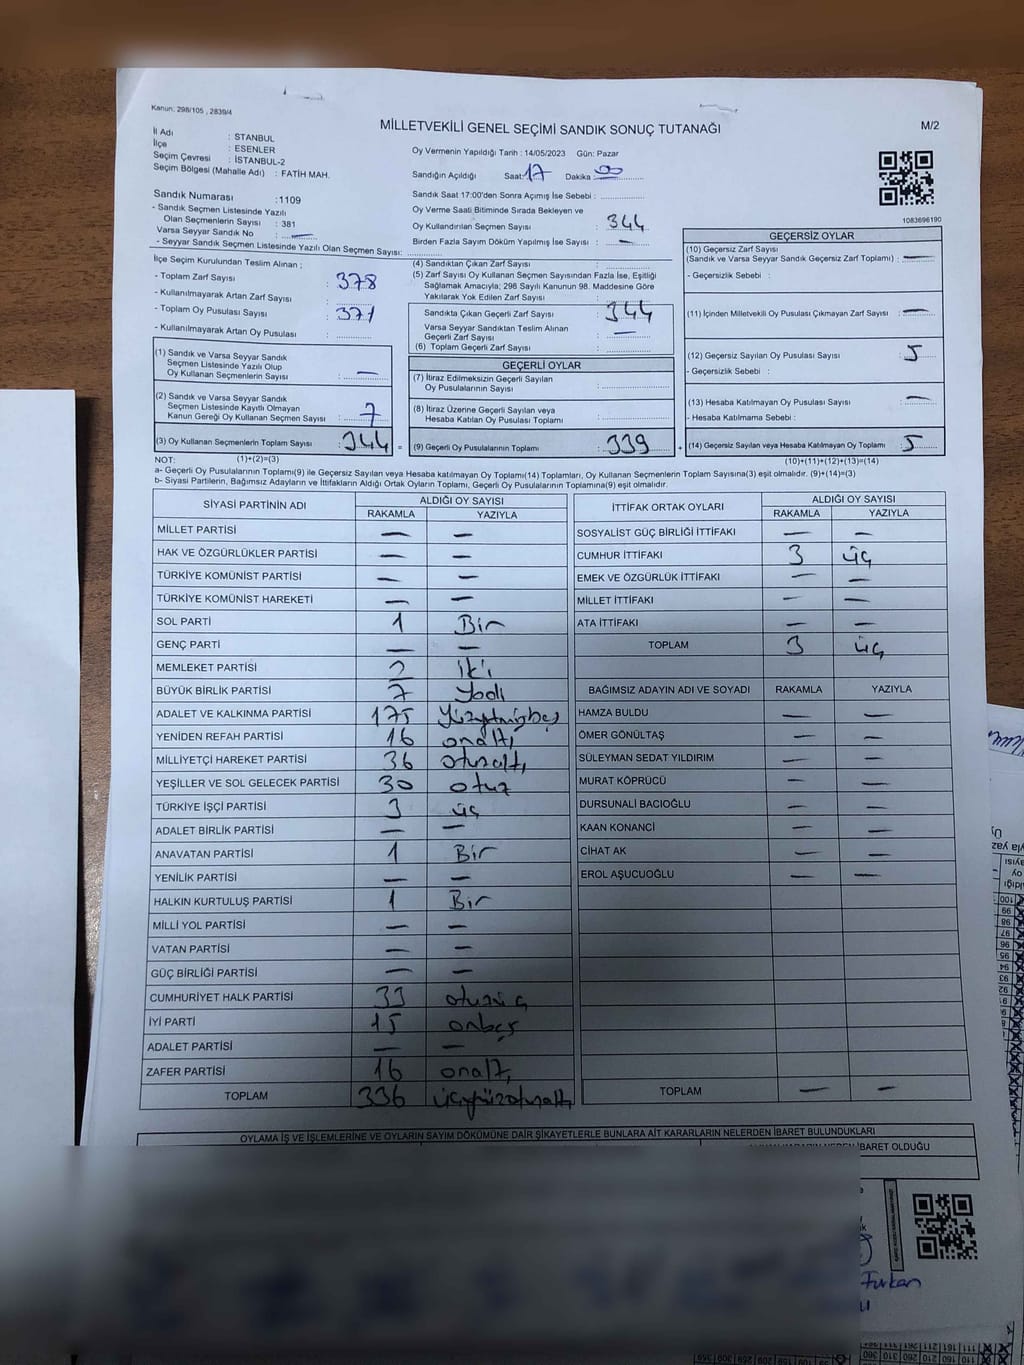 Kanun: 298/105 , 2839/4
MİLLETVEKİLİ GENEL SEÇİMİ SANDIK SONUÇ TUTANAĞI
M/2
İl Adı : STANBUL
İlçe : ESENLER
Seçim Çevresi : İSTANBUL-2
Seçim Bölgesi (Mahalle Adı) : FATİH MAH.
Sandık Numarası :1109
- Sandık Seçmen Listesinde Yazılı
Olan Seçmenlerin Sayısı : 381
Varsa Seyyar Sandık No : —
- Seyyar Sandık Seçmen Listesinde Yazılı Olan Seçmen Sayısı:
Oy Vermenin Yapıldığı Tarih : 14/05/2023 Gün: Pazar
Sandığın Açıldığı Saat: 17 Dakika 00
Sandık Saat 17:00'den Sonra Açımış İse Sebebi :
Oy Verme Saati Bitiminde Sırada Bekleyen ve
Oy Kullandırılan Seçmen Sayısı : 344
Birden Fazla Sayım Döküm Yapılmış İse Sayısı : —
1083696190
İlçe Seçim Kurulundan Teslim Alınan ;
- Toplam Zarf Sayısı : 378
- Kullanılmayarak Artan Zarf Sayısı :
- Toplam Oy Pusulası Sayısı : 371
- Kullanılmayarak Artan Oy Pusulası :
(1) Sandık ve Varsa Seyyar Sandık
Seçmen Listesinde Yazılı Olup
Oy Kullanan Seçmenlerin Sayısı : —
(2) Sandık ve Varsa Seyyar Sandık
Seçmen Listesinde Kayıtlı Olmayan
Kanun Gereği Oy Kullanan Seçmen Sayısı : 7
(3) Oy Kullanan Seçmenlerin Toplam Sayısı : 344 =
(4) Sandıktan Çıkan Zarf Sayısı :
(5) Zarf Sayısı Oy Kullanan Seçmen Sayısından Fazla İse, Eşitliği
Sağlamak Amacıyla; 298 Sayılı Kanunun 98. Maddesine Göre
Yakılarak Yok Edilen Zarf Sayısı :
Sandıkta Çıkan Geçerli Zarf Sayısı : 344
Varsa Seyyar Sandıktan Teslim Alınan
Geçerli Zarf Sayısı : —
(6) Toplam Geçerli Zarf Sayısı :
GEÇERLİ OYLAR
(7) İtiraz Edilmeksizin Geçerli Sayılan
Oy Pusulalarının Sayısı :
(8) İtiraz Üzerine Geçerli Sayılan veya
Hesaba Katılan Oy Pusulası Toplamı :
(9) Geçerli Oy Pusulalarının Toplamı : 339 +
GEÇERSİZ OYLAR
(10) Geçersiz Zarf Sayısı
(Sandık ve Varsa Seyyar Sandık Geçersiz Zarf Toplamı) : —
- Geçersizlik Sebebi :
(11) İçinden Milletvekili Oy Pusulası Çıkmayan Zarf Sayısı : —
(12) Geçersiz Sayılan Oy Pusulası Sayısı : 5
- Geçersizlik Sebebi :
(13) Hesaba Katılmayan Oy Pusulası Sayısı : —
- Hesaba Katılmama Sebebi :
(14) Geçersiz Sayılan veya Hesaba Katılmayan Oy Toplamı : 5
NOT: (1)+(2)=(3) (10)+(11)+(12)+(13)=(14)
a- Geçerli Oy Pusulalarının Toplamı(9) ile Geçersiz Sayılan veya Hesaba katılmayan Oy Toplamı(14) Toplamları, Oy Kullanan Seçmenlerin Toplam Sayısına(3) eşit olmalıdır. (9)+(14)=(3)
b- Siyasi Partilerin, Bağımsız Adayların ve İttifakların Aldığı Ortak Oyların Toplamı, Geçerli Oy Pusulalarının Toplamına(9) eşit olmalıdır.
SİYASİ PARTİNİN ADI ALDIĞI OY SAYISI
RAKAMLA YAZIYLA
MİLLET PARTİSİ — —
HAK VE ÖZGÜRLÜKLER PARTİSİ — —
TÜRKİYE KOMÜNİST PARTİSİ — —
TÜRKİYE KOMÜNİST HAREKETİ — —
SOL PARTİ 1 Bir
GENÇ PARTİ — —
MEMLEKET PARTİSİ 2 iki
BÜYÜK BİRLİK PARTİSİ 7 Yedi
ADALET VE KALKINMA PARTİSİ 175 Yüzyetmişbeş
YENİDEN REFAH PARTİSİ 16 onaltı
MİLLİYETÇİ HAREKET PARTİSİ 36 otuzaltı
YEŞİLLER VE SOL GELECEK PARTİSİ 30 otuz
TÜRKİYE İŞÇİ PARTİSİ 3 üç
ADALET BİRLİK PARTİSİ — —
ANAVATAN PARTİSİ 1 Bir
YENİLİK PARTİSİ — —
HALKIN KURTULUŞ PARTİSİ 1 Bir
MİLLİ YOL PARTİSİ — —
VATAN PARTİSİ — —
GÜÇ BİRLİĞİ PARTİSİ — —
CUMHURİYET HALK PARTİSİ 33 otuzüç
İYİ PARTİ 15 onbeş
ADALET PARTİSİ — —
ZAFER PARTİSİ 16 onaltı
TOPLAM 336 üçyüzotuzaltı
İTTİFAK ORTAK OYLARI ALDIĞI OY SAYISI
RAKAMLA YAZIYLA
SOSYALİST GÜÇ BİRLİĞİ İTTİFAKI — —
CUMHUR İTTİFAKI 3 üç
EMEK VE ÖZGÜRLÜK İTTİFAKI — —
MİLLET İTTİFAKI — —
ATA İTTİFAKI — —
TOPLAM 3 üç
BAĞIMSIZ ADAYIN ADI VE SOYADI RAKAMLA YAZIYLA
HAMZA BULDU — —
ÖMER GÖNÜLTAŞ — —
SÜLEYMAN SEDAT YILDIRIM — —
MURAT KÖPRÜCÜ — —
DURSUNALİ BACIOĞLU — —
KAAN KONANCİ — —
CİHAT AK — —
EROL AŞUCUOĞLU — —
TOPLAM — —
OYLAMA İŞ VE İŞLEMLERİNE VE OYLARIN SAYIM DÖKÜMÜNE DAİR ŞİKAYETLERLE BUNLARA AİT KARARLARIN NELERDEN İBARET BULUNDUKLARI
İBARET OLDUĞU
Furkan